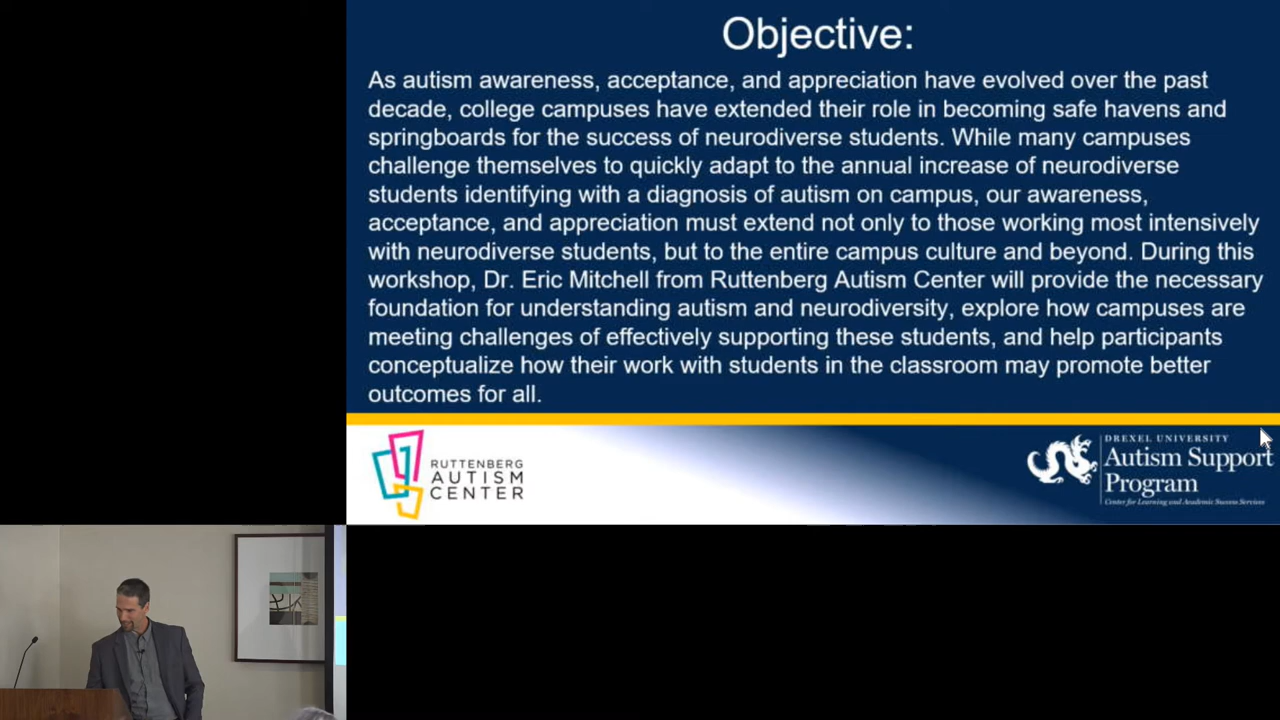 Objective:
As autism awareness, acceptance, and appreciation have evolved over the past
decade, college campuses have extended their role in becoming safe havens and
springboards for the success of neurodiverse students. While many campuses
challenge themselves to quickly adapt to the annual increase of neurodiverse
students identifying with a diagnosis of autism on campus, our awareness,
acceptance, and appreciation must extend not only to those working most intensively
with neurodiverse students, but to the entire campus culture and beyond. During this
workshop, Dr. Eric Mitchell from Ruttenberg Autism Center will provide the necessary
foundation for understanding autism and neurodiversity, explore how campuses are
meeting challenges of effectively supporting these students, and help participants
conceptualize how their work with students in the classroom may promote better
outcomes for all.
RUTTENBERG
AUTISM
CENTER
DREXEL UNIVERSITY
Autism Support
Program
Center for Learning and Academic Success Services